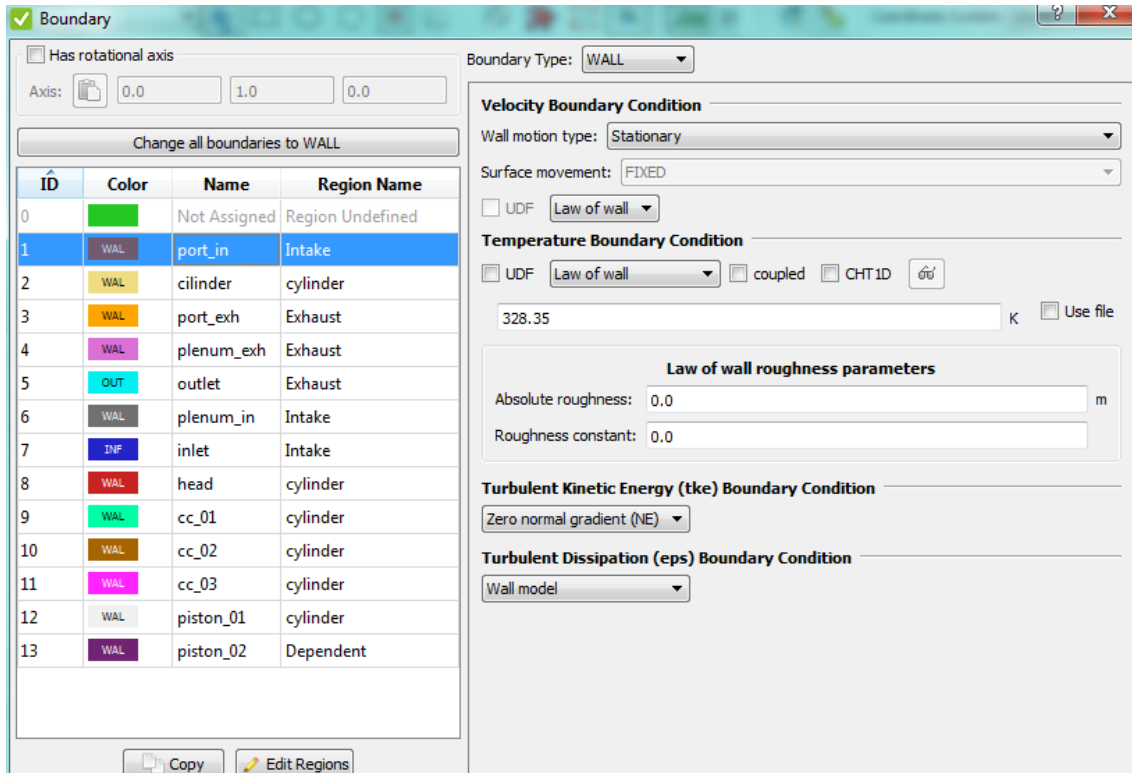 Boundary
Has rotational axis
Axis: 0.0 1.0 0.0
Change all boundaries to WALL
ID Color Name Region Name
0 Not Assigned Region Undefined
1 WAL port_in Intake
2 WAL cilinder cylinder
3 WAL port_exh Exhaust
4 WAL plenum_exh Exhaust
5 OUT outlet Exhaust
6 WAL plenum_in Intake
7 INF inlet Intake
8 WAL head cylinder
9 WAL cc_01 cylinder
10 WAL cc_02 cylinder
11 WAL cc_03 cylinder
12 WAL piston_01 cylinder
13 WAL piston_02 Dependent
Copy Edit Regions
Boundary Type: WALL
Velocity Boundary Condition
Wall motion type: Stationary
Surface movement: FIXED
UDF Law of wall
Temperature Boundary Condition
UDF Law of wall coupled CHT1D
328.35 K Use file
Law of wall roughness parameters
Absolute roughness: 0.0 m
Roughness constant: 0.0
Turbulent Kinetic Energy (tke) Boundary Condition
Zero normal gradient (NE)
Turbulent Dissipation (eps) Boundary Condition
Wall model